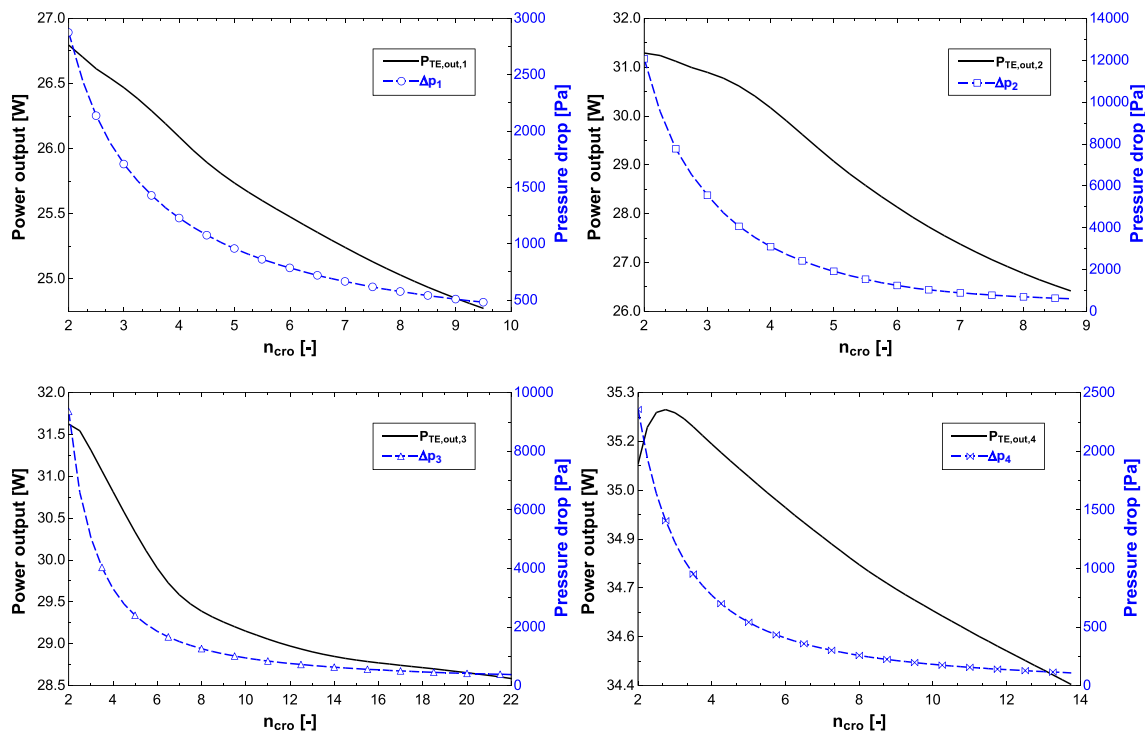 27.0
26.5
26.0
25.5
25.0
Power output [W]
3000
2500
2000
1500
1000
500
Pressure drop [Pa]
2 3 4 5 6 7 8 9 10
n_cro [-]
P_TE,out,1
Δp_1
32.0
31.0
30.0
29.0
28.0
27.0
26.0
Power output [W]
14000
12000
10000
8000
6000
4000
2000
0
Pressure drop [Pa]
2 3 4 5 6 7 8 9
n_cro [-]
P_TE,out,2
Δp_2
32.0
31.5
31.0
30.5
30.0
29.5
29.0
28.5
Power output [W]
10000
8000
6000
4000
2000
0
Pressure drop [Pa]
2 4 6 8 10 12 14 16 18 20 22
n_cro [-]
P_TE,out,3
Δp_3
35.3
35.2
35.0
34.9
34.7
34.6
34.4
Power output [W]
2500
2000
1500
1000
500
0
Pressure drop [Pa]
2 4 6 8 10 12 14
n_cro [-]
P_TE,out,4
Δp_4